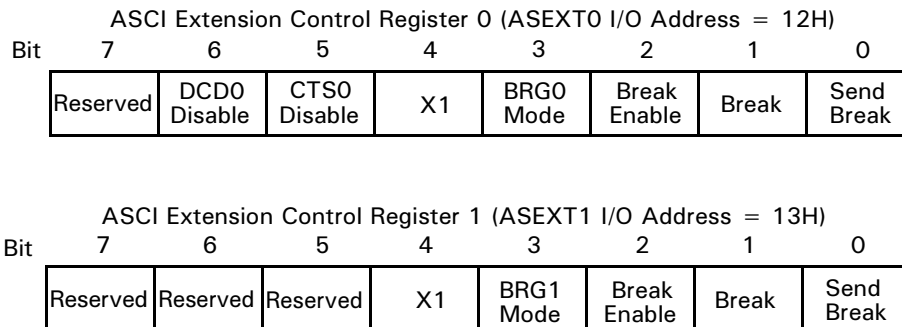 ASCI Extension Control Register 0 (ASEXT0 I/O Address = 12H)
Bit 7 6 5 4 3 2 1 0
Reserved DCD0 Disable CTS0 Disable X1 BRG0 Mode Break Enable Break Send Break
ASCI Extension Control Register 1 (ASEXT1 I/O Address = 13H)
Bit 7 6 5 4 3 2 1 0
Reserved Reserved Reserved X1 BRG1 Mode Break Enable Break Send Break